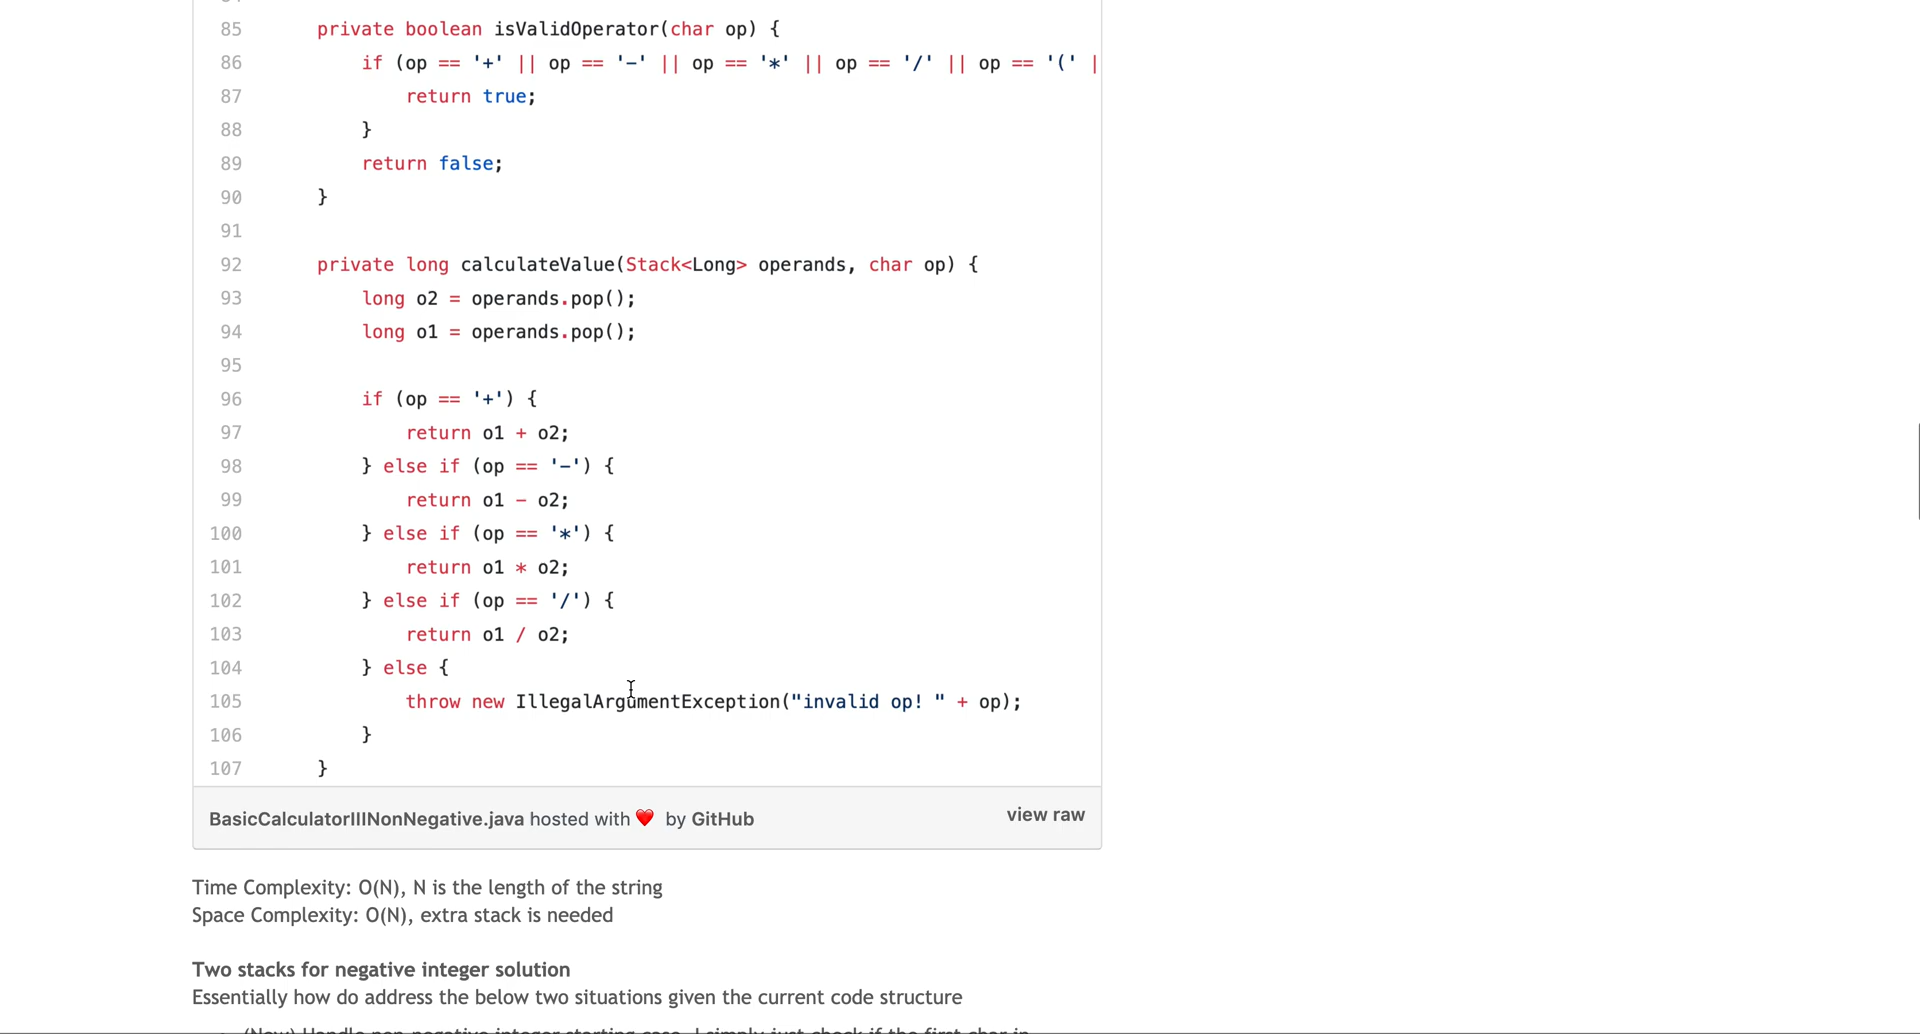 85 private boolean isValidOperator(char op) {
86 if (op == '+' || op == '-' || op == '*' || op == '/' || op == '(' |
87 return true;
88 }
89 return false;
90 }
91
92 private long calculateValue(Stack<Long> operands, char op) {
93 long o2 = operands.pop();
94 long o1 = operands.pop();
95
96 if (op == '+') {
97 return o1 + o2;
98 } else if (op == '-') {
99 return o1 - o2;
100 } else if (op == '*') {
101 return o1 * o2;
102 } else if (op == '/') {
103 return o1 / o2;
104 } else {
105 throw new IllegalArgumentException("invalid op! " + op);
106 }
107 }
BasicCalculatorIIINonNegative.java hosted with ❤ by GitHub view raw
Time Complexity: O(N), N is the length of the string
Space Complexity: O(N), extra stack is needed
Two stacks for negative integer solution
Essentially how do address the below two situations given the current code structure